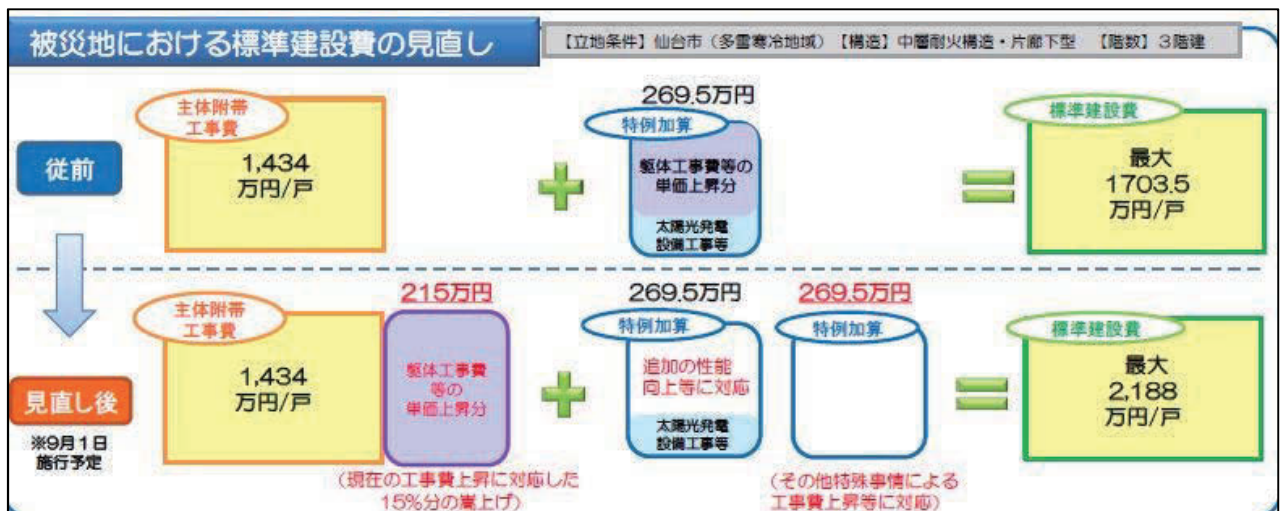 被災地における標準建設費の見直し
【立地条件】仙台市（多雪寒冷地域）【構造】中層耐火構造・片廊下型　【階数】３階建
主体附帯
工事費
1,434
万円/戸
従前
269.5万円
特例加算
躯体工事費等の
単価上昇分
太陽光発電
設備工事等
標準建設費
最大
1703.5
万円/戸
主体附帯
工事費
1,434
万円/戸
見直し後
※9月１日
施行予定
215万円
躯体工事費
等の
単価上昇分
（現在の工事費上昇に対応した
15%分の嵩上げ）
269.5万円
特例加算
追加の性能
向上等に対応
太陽光発電
設備工事等
269.5万円
特例加算
（その他特殊事情による
工事費上昇等に対応）
標準建設費
最大
2,188
万円/戸